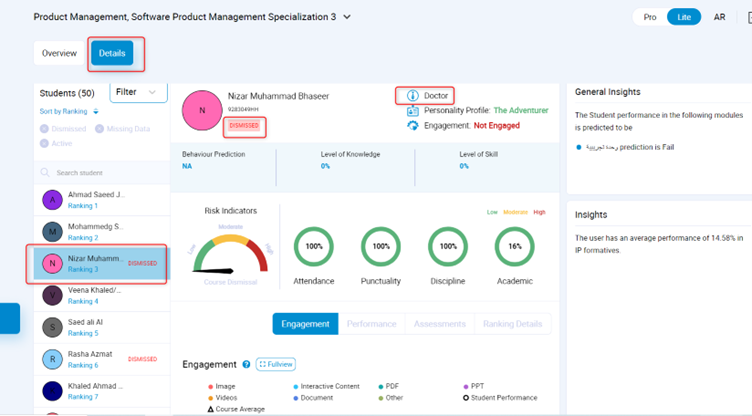 Product Management, Software Product Management Specialization 3
Pro Lite AR
Overview Details
Students (50) Filter
Sort by Ranking
Dismissed Missing Data
Active
Search student
A Ahmad Saeed J...
Ranking 1
M Mohammedg S...
Ranking 2
N Nizar Muhamm... DISMISSED
Ranking 3
V Veena Khaled/...
Ranking 4
S Saed ali Al
Ranking 5
R Rasha Azmat DISMISSED
Ranking 6
K Khaled Ahmad ...
Ranking 7
N
Nizar Muhammad Bhaseer
9283049HH
DISMISSED
Doctor
Personality Profile: The Adventurer
Engagement: Not Engaged
Behaviour Prediction
NA
Level of Knowledge
0%
Level of Skill
0%
Risk Indicators
Low Moderate High
Course Dismissal
Low Moderate High
100% 100% 100% 16%
Attendance Punctuality Discipline Academic
Engagement Performance Assessments Ranking Details
Engagement ? Fullview
Image Interactive Content PDF PPT
Videos Document Other Student Performance
Course Average
General Insights
The Student performance in the following modules
is predicted to be
وحدة تجريبية prediction is Fail
Insights
The user has an average performance of 14.58% in
IP formatives.